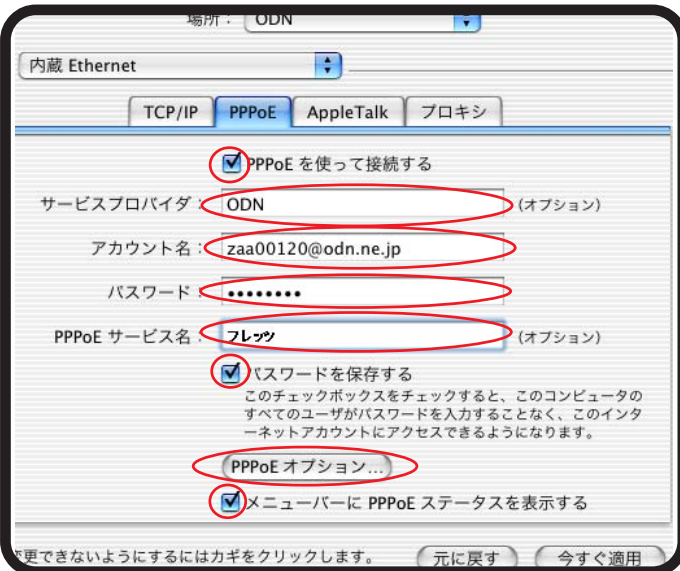 場所： ODN
内蔵 Ethernet
TCP/IP PPPoE AppleTalk プロキシ
PPPoE を使って接続する
サービスプロバイダ： ODN （オプション）
アカウント名： zaa00120@odn.ne.jp
パスワード： ••••••••
PPPoE サービス名： フレッツ （オプション）
パスワードを保存する
このチェックボックスをチェックすると、このコンピュータの
すべてのユーザがパスワードを入力することなく、このインタ
ーネットアカウントにアクセスできるようになります。
PPPoE オプション...
メニューバーに PPPoE ステータスを表示する
変更できないようにするにはカギをクリックします。 元に戻す 今すぐ適用